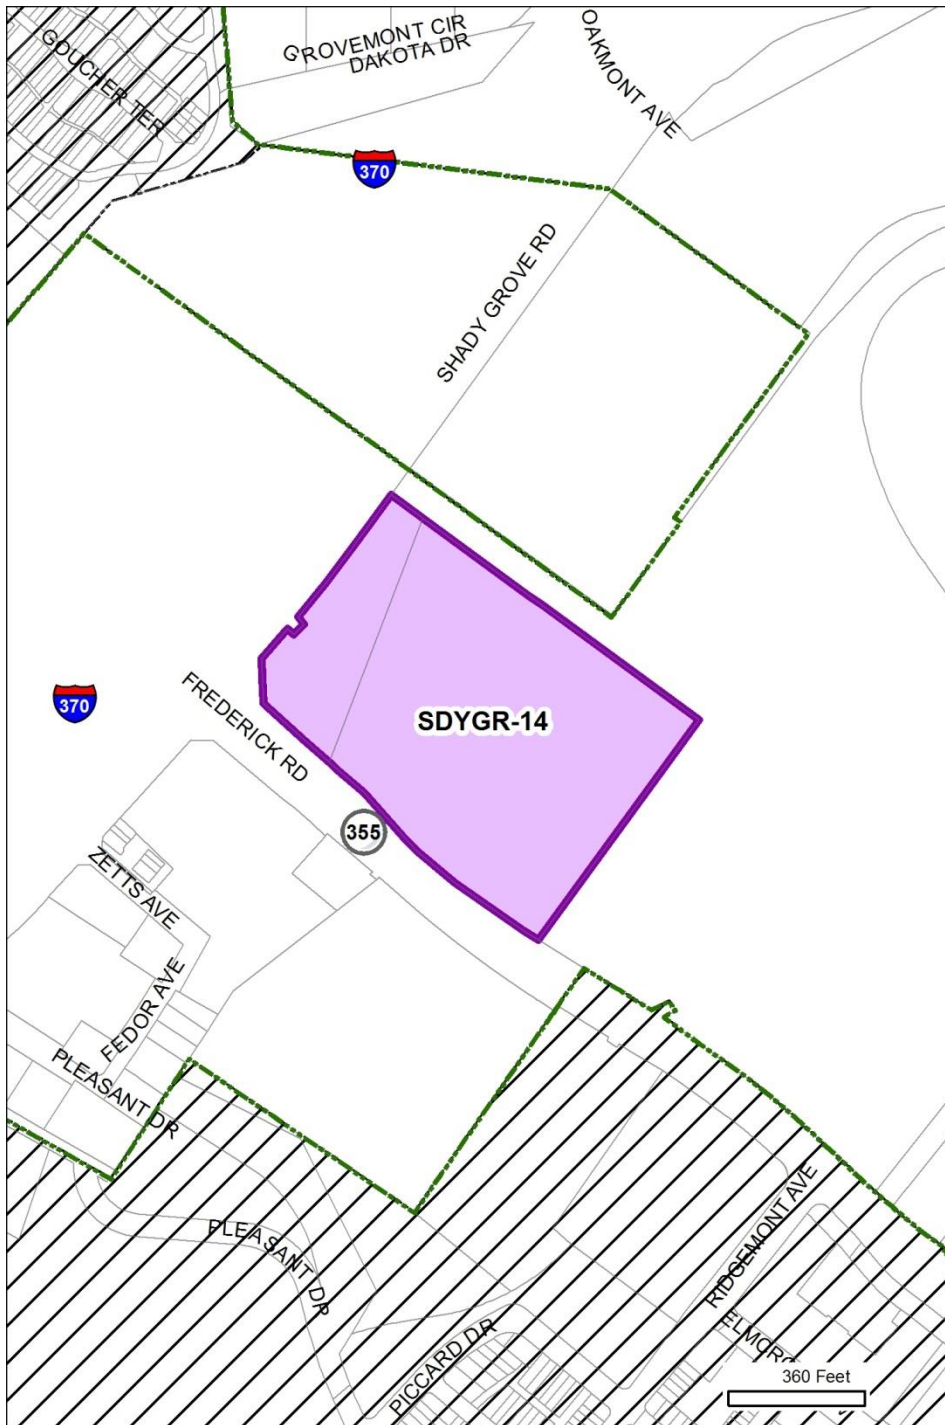 GROVEMONT CIR
DAKOTA DR
OAKMONT AVE
GOUCHER TER
370
SHADY GROVE RD
370
FREDERICK RD
SDYGR-14
355
ZETTS AVE
FEDOR AVE
PLEASANT DR
PLEASANT DR
RIDGEMONT AVE
PICCARD DR
ELMCRO
360 Feet